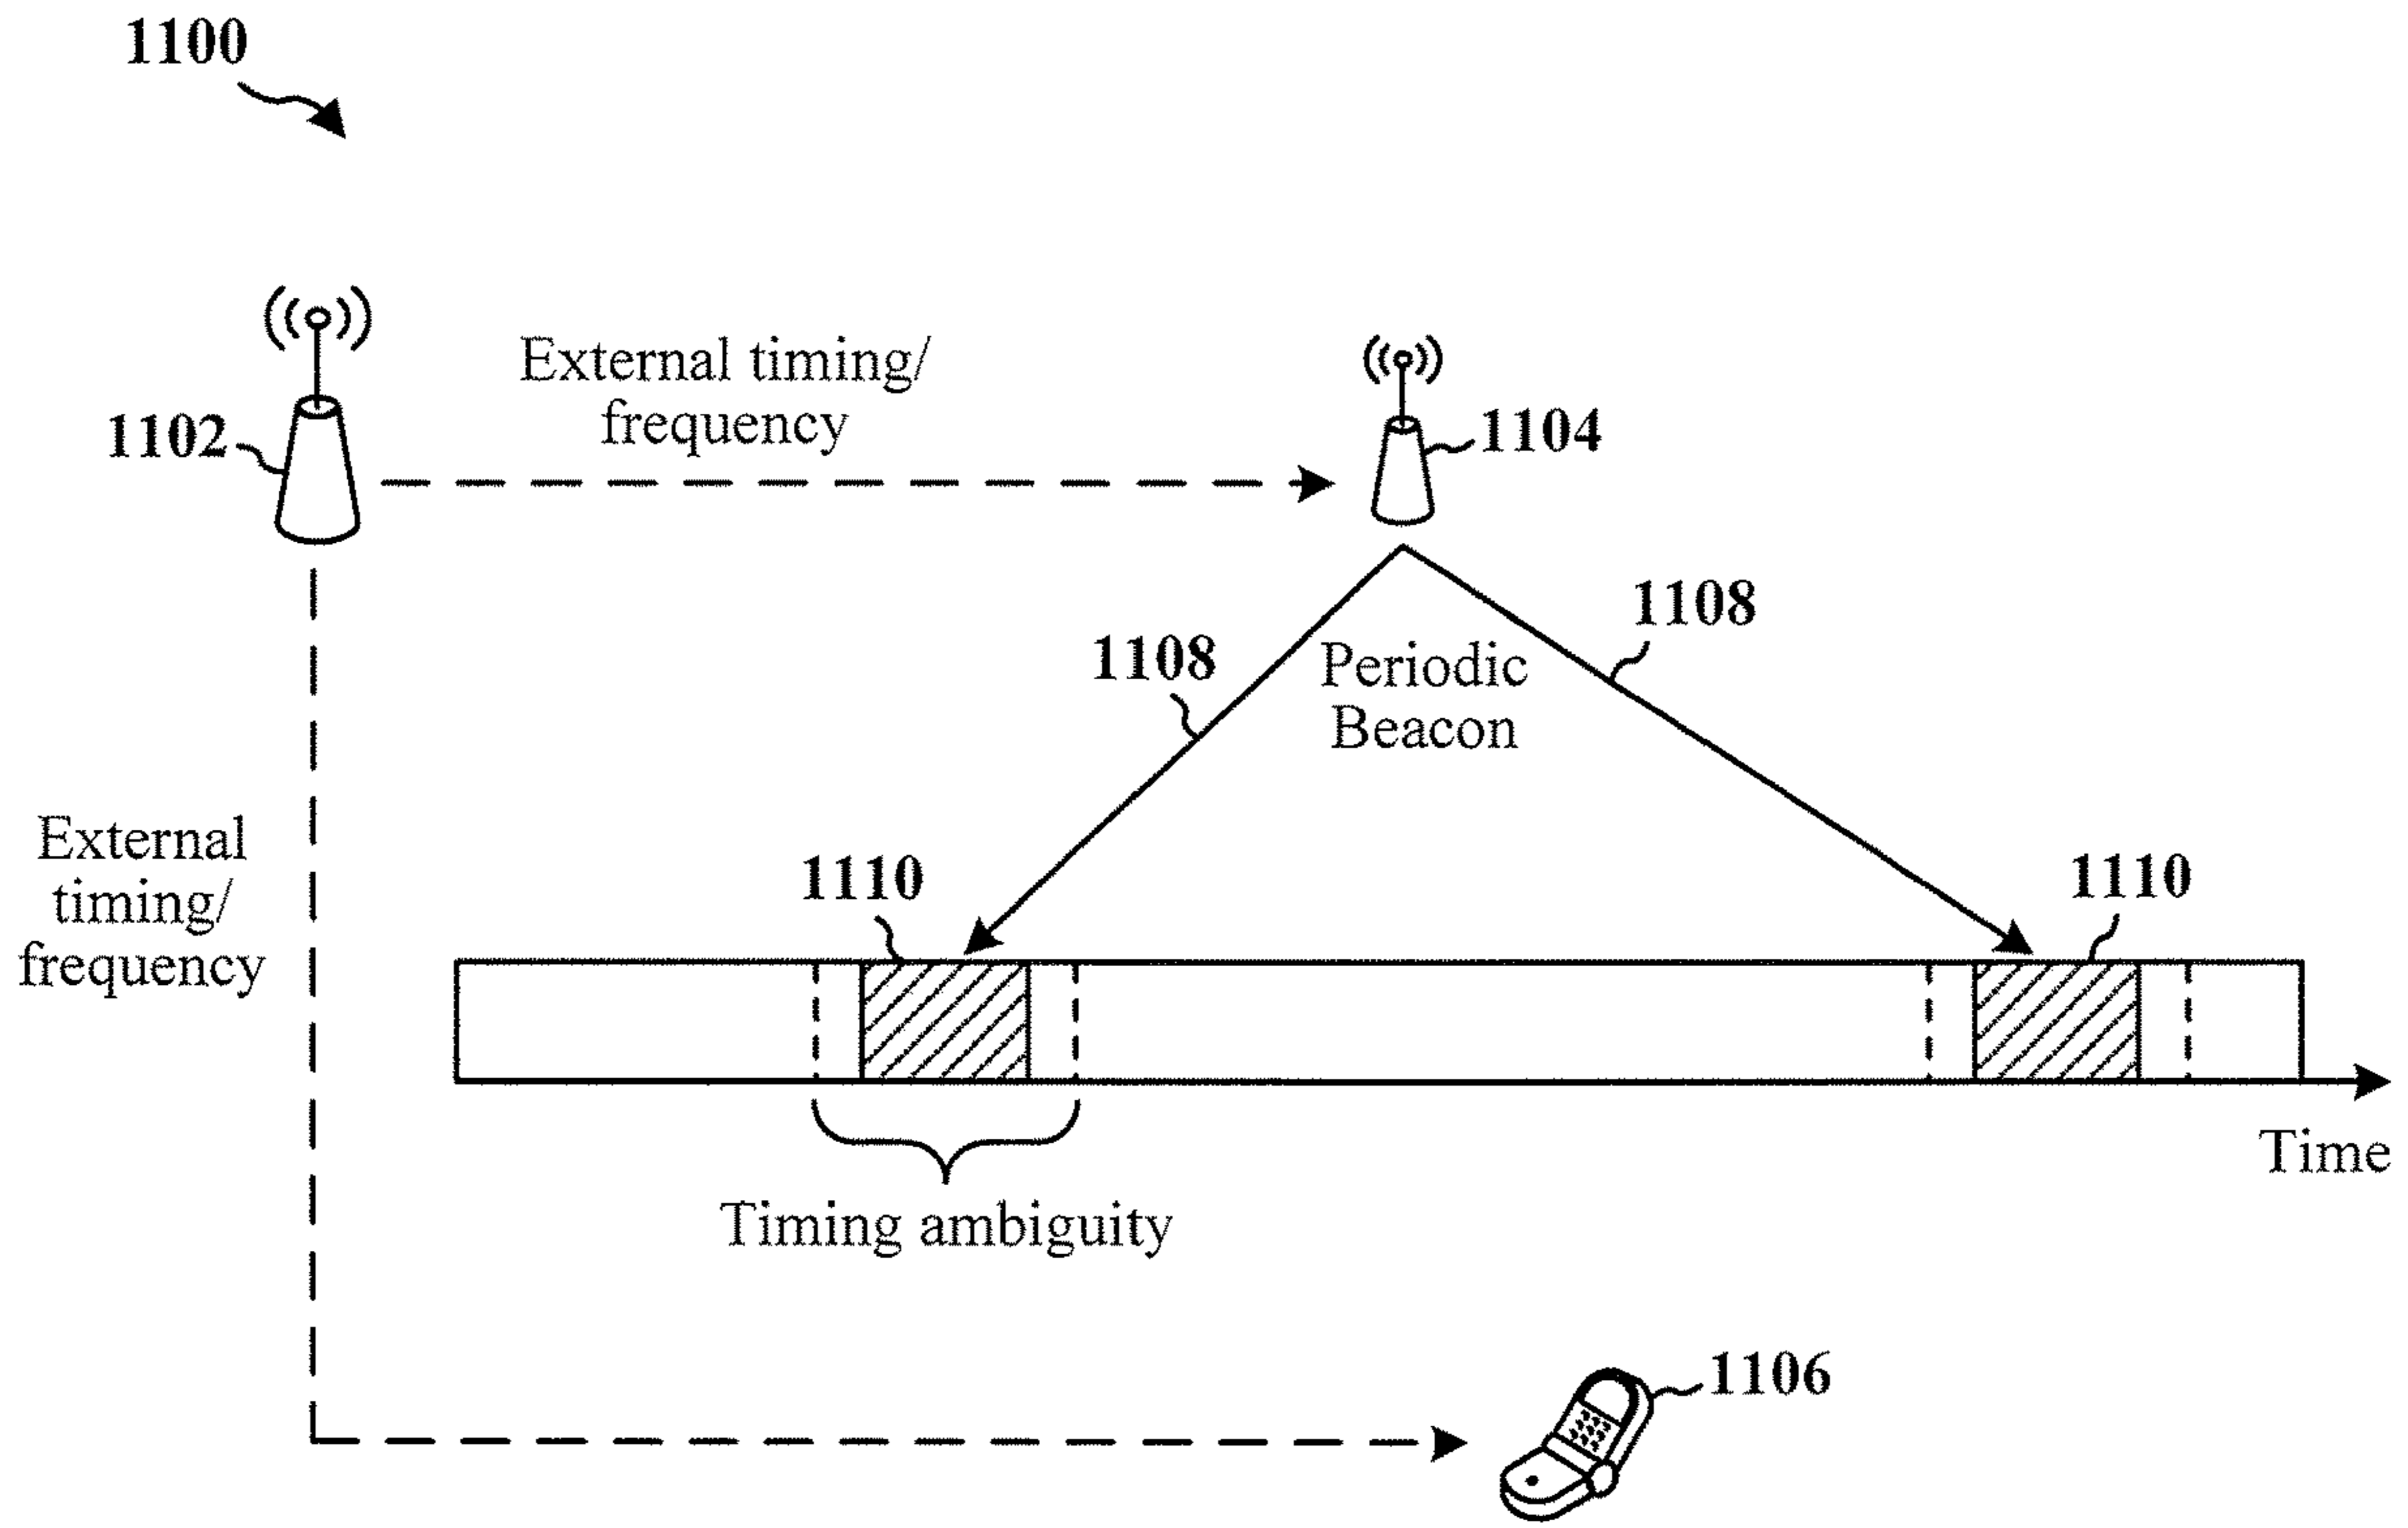 1100
External timing/
frequency
1102
1104
1108
1108
Periodic
Beacon
External
timing/
frequency
1110
1110
Time
Timing ambiguity
1106